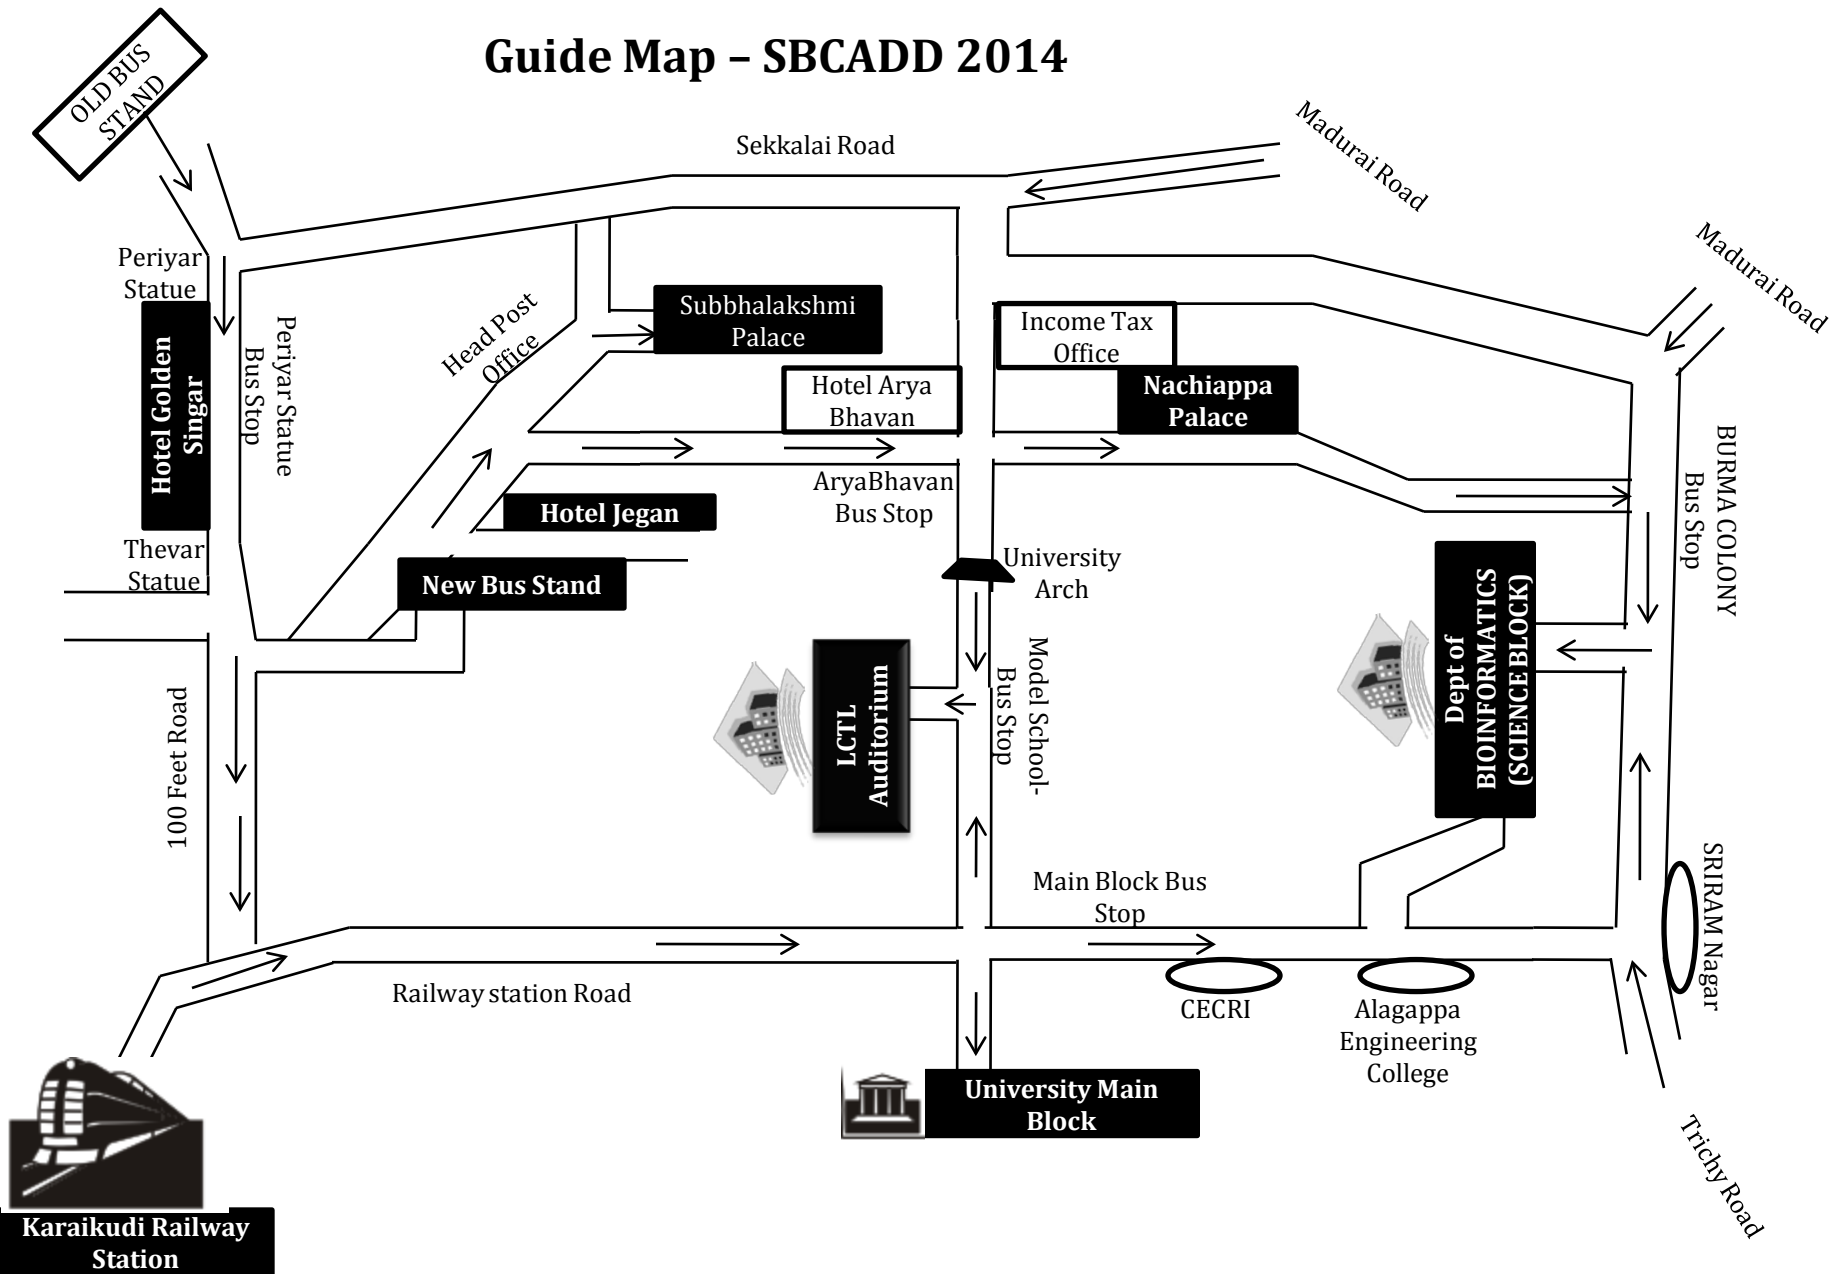 Guide Map – SBCADD 2014
OLD BUS
STAND
Sekkalai Road
Madurai Road
Madurai Road
Periyar
Statue
Hotel Golden
Singar
Periyar Statue
Bus Stop
Head Post
Office
Subbhalakshmi
Palace
Income Tax
Office
Hotel Arya
Bhavan
Nachiappa
Palace
AryaBhavan
Bus Stop
Hotel Jegan
BURMA COLONY
Bus Stop
Thevar
Statue
New Bus Stand
University
Arch
Dept of
BIOINFORMATICS
(SCIENCE BLOCK)
LCTL
Auditorium
Model School-
Bus Stop
100 Feet Road
Main Block Bus
Stop
SRIRAM Nagar
Railway station Road
CECRI
Alagappa
Engineering
College
University Main
Block
Trichy Road
Karaikudi Railway
Station